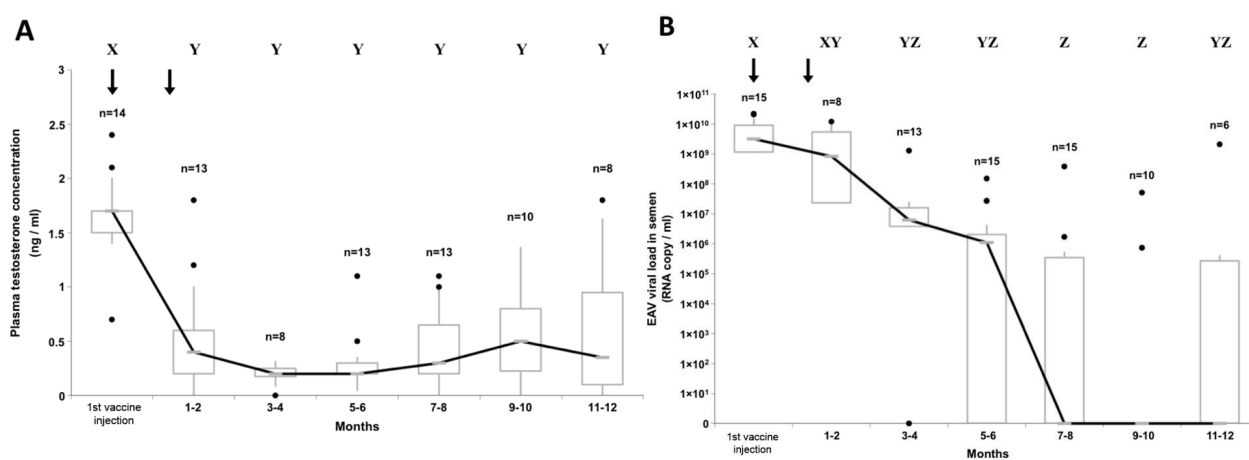 A
X Y Y Y Y Y Y
n=14
n=13
n=8
n=13
n=13
n=10
n=8
Plasma testosterone concentration
(ng / ml)
3
2.5
2
1.5
1
0.5
0
1st vaccine
injection
1-2 3-4 5-6 7-8 9-10 11-12
Months
B
X XY YZ YZ Z Z YZ
n=15
n=8
n=13
n=15
n=15
n=10
n=6
EAV viral load in semen
(RNA copy / ml)
1×10¹¹
1×10¹⁰
1×10⁹
1×10⁸
1×10⁷
1×10⁶
1×10⁵
1×10⁴
1×10³
1×10²
1×10¹
0
1st vaccine
injection
1-2 3-4 5-6 7-8 9-10 11-12
Months